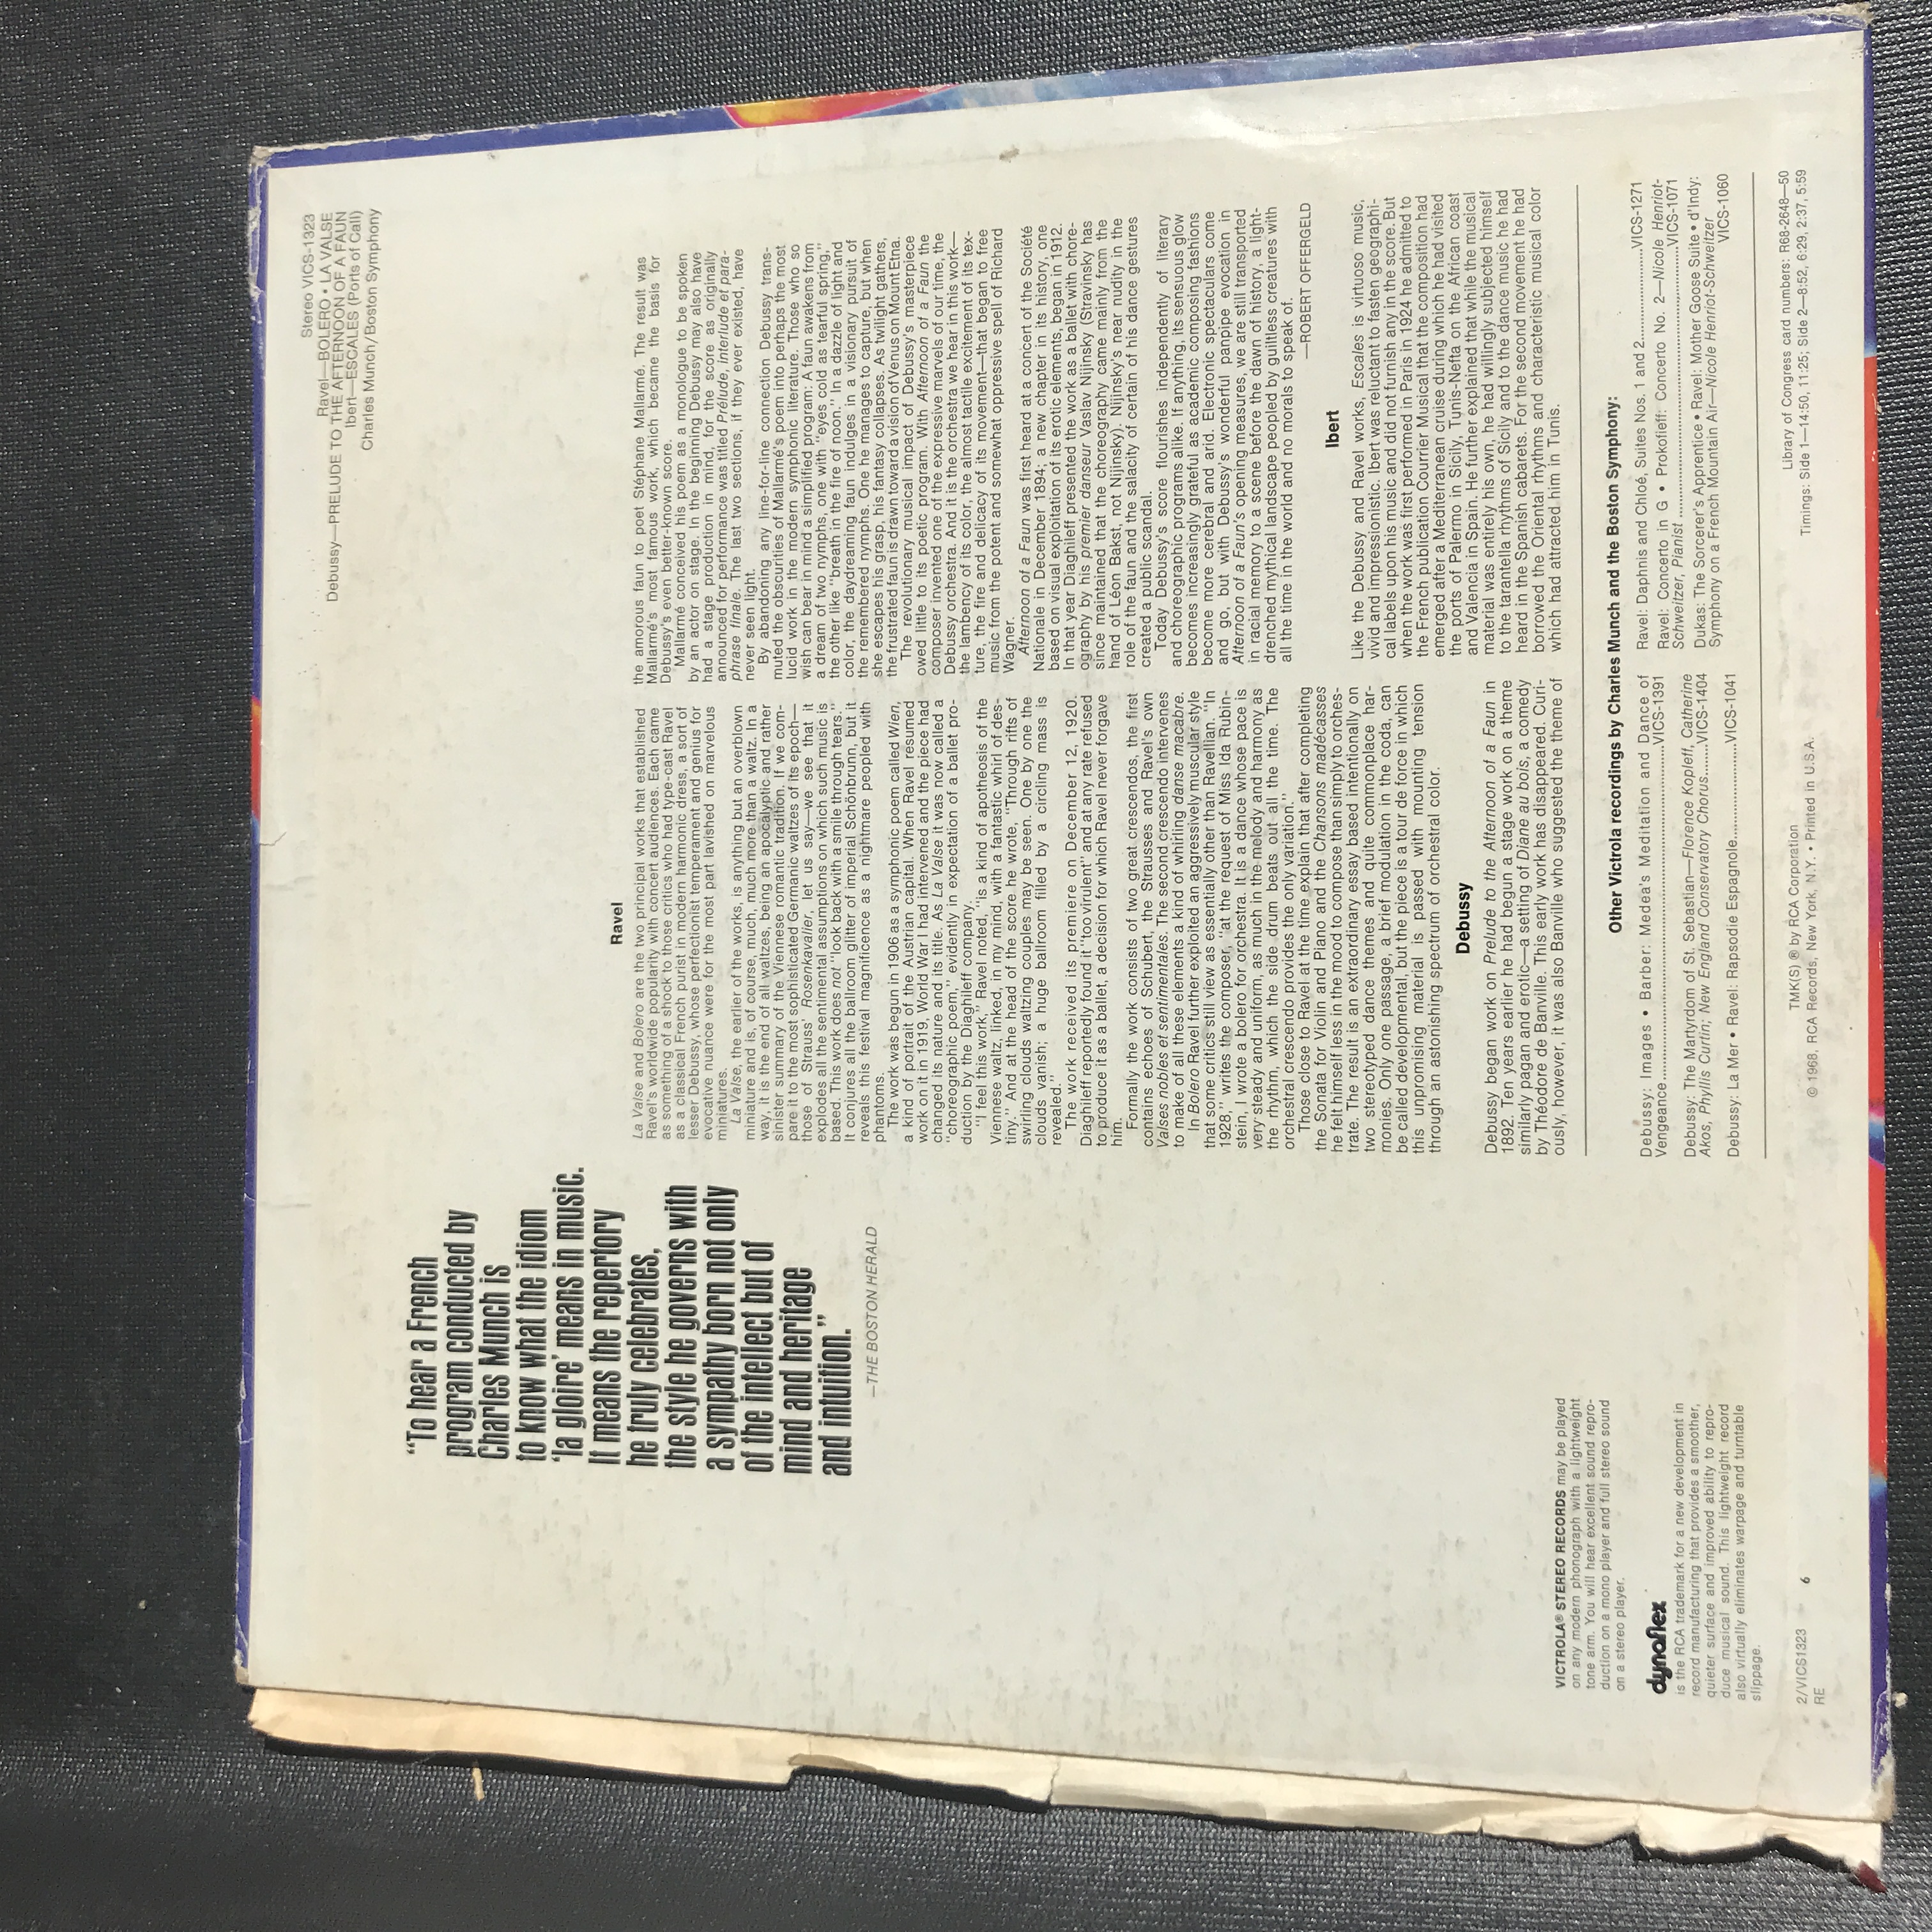 Stereo VICS-1323
Ravel—BOLERO • LA VALSE
Debussy—PRELUDE TO THE AFTERNOON OF A FAUN
Ibert—ESCALES (Ports of Call)
Charles Munch/Boston Symphony
“To hear a French
program conducted by
Charles Munch is
to know what the idiom
‘la gloire’ means in music.
It means the repertory
he truly celebrates,
the style he governs with
a sympathy born not only
of the intellect but of
mind and heritage
and intuition.”
—THE BOSTON HERALD
Ravel
La Valse and Bolero are the two principal works that established
Ravel's worldwide popularity with concert audiences. Each came
as something of a shock to those critics who had type-cast Ravel
as a classical French purist in modern harmonic dress, a sort of
lesser Debussy, whose perfectionist temperament and genius for
evocative nuance were for the most part lavished on marvelous
miniatures.
La Valse, the earlier of the works, is anything but an overblown
miniature and is, of course, much, much more than a waltz. In a
way, it is the end of all waltzes, being an apocalyptic and rather
sinister summary of the Viennese romantic tradition. If we com-
pare it to the most sophisticated Germanic waltzes of its epoch—
those of Strauss' Rosenkavalier, let us say—we see that it
explodes all the sentimental assumptions on which such music is
based. This work does not "look back with a smile through tears."
It conjures all the ballroom glitter of imperial Schönbrunn, but it
reveals this festival magnificence as a nightmare peopled with
phantoms.
The work was begun in 1906 as a symphonic poem called Wien,
a kind of portrait of the Austrian capital. When Ravel resumed
work on it in 1919, World War I had intervened and the piece had
changed its nature and its title. As La Valse it was now called a
"choreographic poem," evidently in expectation of a ballet pro-
duction by the Diaghileff company.
"I feel this work," Ravel noted, "is a kind of apotheosis of the
Viennese waltz, linked, in my mind, with a fantastic whirl of des-
tiny." And at the head of the score he wrote, "Through rifts of
swirling clouds waltzing couples may be seen. One by one the
clouds vanish; a huge ballroom filled by a circling mass is
revealed."
The work received its premiere on December 12, 1920.
Diaghileff reportedly found it "too virulent" and at any rate refused
to produce it as a ballet, a decision for which Ravel never forgave
him.
Formally the work consists of two great crescendos, the first
contains echoes of Schubert, the Strausses and Ravel's own
Valses nobles et sentimentales. The second crescendo intervenes
to make of all these elements a kind of whirling danse macabre.
In Bolero Ravel further exploited an aggressively muscular style
that some critics still view as essentially other than Ravellian. "In
1928," writes the composer, "at the request of Miss Ida Rubin-
stein, I wrote a bolero for orchestra. It is a dance whose pace is
very steady and uniform, as much in the melody and harmony as
the rhythm, which the side drum beats out all the time. The
orchestral crescendo provides the only variation."
Those close to Ravel at the time explain that after completing
the Sonata for Violin and Piano and the Chansons madécasses
he felt himself less in the mood to compose than simply to orches-
trate. The result is an extraordinary essay based intentionally on
two stereotyped dance themes and quite commonplace har-
monies. Only one passage, a brief modulation in the coda, can
be called developmental, but the piece is a tour de force in which
this unpromising material is passed with mounting tension
through an astonishing spectrum of orchestral color.
Debussy
Debussy began work on Prelude to the Afternoon of a Faun in
1892. Ten years earlier he had begun a stage work on a theme
similarly pagan and erotic—a setting of Diane au bois, a comedy
by Théodore de Banville. This early work has disappeared. Curi-
ously, however, it was also Banville who suggested the theme of
the amorous faun to poet Stéphane Mallarmé. The result was
Mallarmé's most famous work, which became the basis for
Debussy's even better-known score.
Mallarmé conceived his poem as a monologue to be spoken
by an actor on stage. In the beginning Debussy may also have
had a stage production in mind, for the score as originally
announced for performance was titled Prélude, interlude et para-
phrase finale. The last two sections, if they ever existed, have
never seen light.
By abandoning any line-for-line connection Debussy trans-
muted the obscurities of Mallarmé's poem into perhaps the most
lucid work in the modern symphonic literature. Those who so
wish can bear in mind a simplified program: A faun awakens from
a dream of two nymphs, one with "eyes cold as tearful spring,"
the other like "breath in the fire of noon." In a dazzle of light and
color, the daydreaming faun indulges in a visionary pursuit of
the remembered nymphs. One he manages to capture, but when
she escapes his grasp, his fantasy collapses. As twilight gathers,
the frustrated faun is drawn toward a vision of Venus on Mount Etna.
The revolutionary musical impact of Debussy's masterpiece
owed little to its poetic program. With Afternoon of a Faun the
composer invented one of the expressive marvels of our time, the
Debussy orchestra. And it is the orchestra we hear in this work—
the lambency of its color, the almost tactile excitement of its tex-
ture, the fire and delicacy of its movement—that began to free
music from the potent and somewhat oppressive spell of Richard
Wagner.
Afternoon of a Faun was first heard at a concert of the Société
Nationale in December 1894; a new chapter in its history, one
based on visual exploitation of its erotic elements, began in 1912.
In that year Diaghileff presented the work as a ballet with chore-
ography by his premier danseur Vaslav Nijinsky (Stravinsky has
since maintained that the choreography came mainly from the
hand of Léon Bakst, not Nijinsky). Nijinsky's near nudity in the
role of the faun and the salacity of certain of his dance gestures
created a public scandal.
Today Debussy's score flourishes independently of literary
and choreographic programs alike. If anything, its sensuous glow
becomes increasingly grateful as academic composing fashions
become more cerebral and arid. Electronic spectaculars come
and go, but with Debussy's wonderful panpipe evocation in
Afternoon of a Faun's opening measures, we are still transported
in racial memory to a scene before the dawn of history, a light-
drenched mythical landscape peopled by guiltless creatures with
all the time in the world and no morals to speak of.
—ROBERT OFFERGELD
Ibert
Like the Debussy and Ravel works, Escales is virtuoso music,
vivid and impressionistic. Ibert was reluctant to fasten geographi-
cal labels upon his music and did not furnish any in the score. But
when the work was first performed in Paris in 1924 he admitted to
the French publication Courrier Musical that the composition had
emerged after a Mediterranean cruise during which he had visited
the ports of Palermo in Sicily, Tunis-Nefta on the African coast
and Valencia in Spain. He further explained that while the musical
material was entirely his own, he had willingly subjected himself
to the tarantella rhythms of Sicily and to the dance music he had
heard in the Spanish cabarets. For the second movement he had
borrowed the Oriental rhythms and characteristic musical color
which had attracted him in Tunis.
VICTROLA® STEREO RECORDS may be played
on any modern phonograph with a lightweight
tone arm. You will hear excellent sound repro-
duction on a mono player and full stereo sound
on a stereo player.
dynaflex
is the RCA trademark for a new development in
record manufacturing that provides a smoother,
quieter surface and improved ability to repro-
duce musical sound. This lightweight record
also virtually eliminates warpage and turntable
slippage.
Other Victrola recordings by Charles Munch and the Boston Symphony:
Debussy: Images • Barber: Medea's Meditation and Dance of
Vengeance....................VICS-1391
Debussy: The Martyrdom of St. Sebastian—Florence Kopleff, Catherine
Akos, Phyllis Curtin; New England Conservatory Chorus........VICS-1404
Debussy: La Mer • Ravel: Rapsodie Espagnole....................VICS-1041
Ravel: Daphnis and Chloé, Suites Nos. 1 and 2....................VICS-1271
Ravel: Concerto in G • Prokofieff: Concerto No. 2—Nicole Henriot-
Schweitzer, Pianist ....................VICS-1071
Dukas: The Sorcerer's Apprentice • Ravel: Mother Goose Suite • d'Indy:
Symphony on a French Mountain Air—Nicole Henriot-Schweitzer
VICS-1060
2/VICS1323 6
RE
TMK(S) ® by RCA Corporation
© 1968, RCA Records, New York, N.Y. • Printed in U.S.A.
Library of Congress card numbers: R68-2648—50
Timings: Side 1—14:50, 11:25; Side 2—8:52, 6:29, 2:37, 5:59